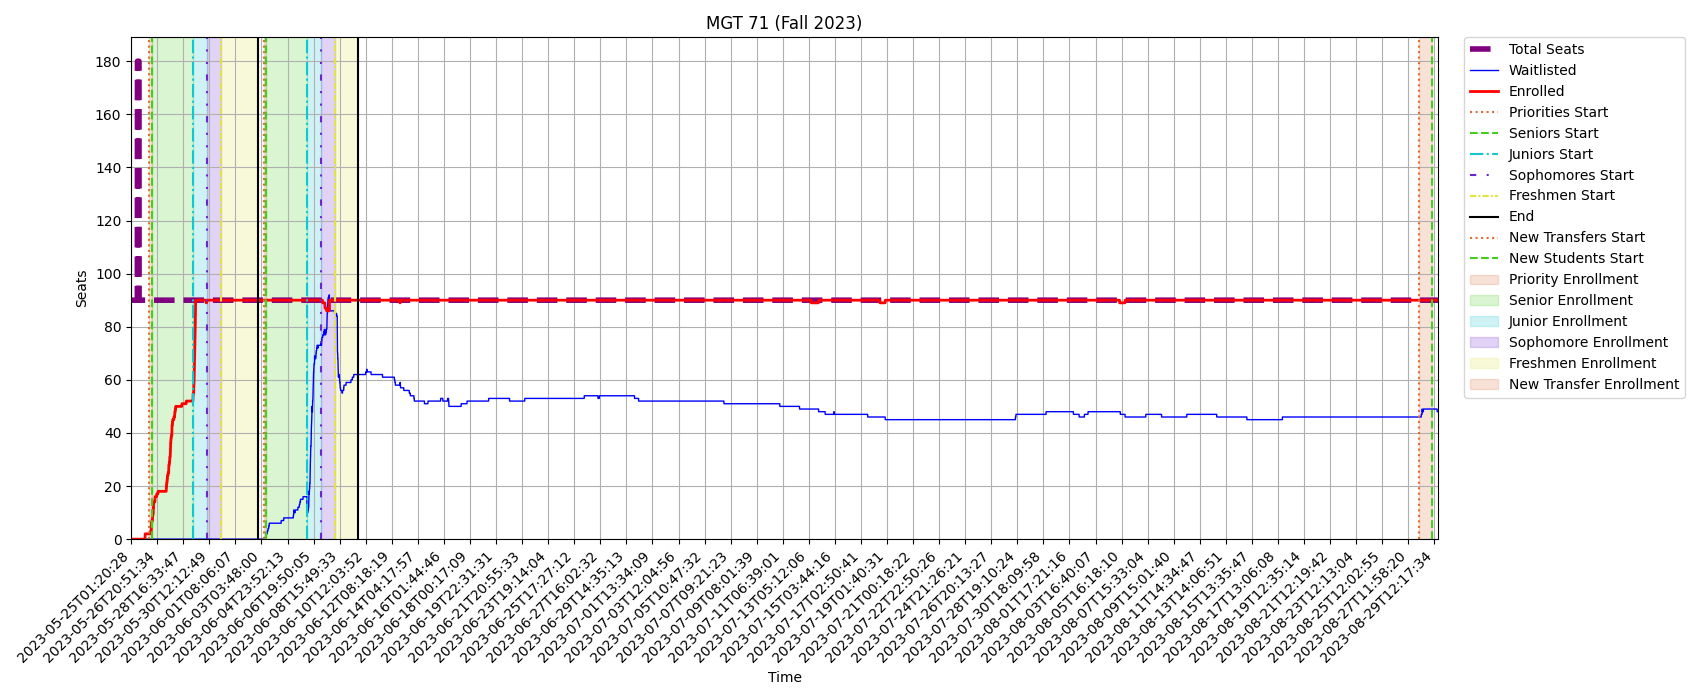 MGT 71 (Fall 2023)
Seats
180
160
140
120
100
80
60
40
20
0
2023-05-25T01:20:28
2023-05-26T20:51:34
2023-05-28T16:33:47
2023-05-30T12:12:49
2023-06-01T08:06:07
2023-06-03T03:48:00
2023-06-04T23:52:13
2023-06-06T19:50:05
2023-06-08T15:49:33
2023-06-10T12:03:52
2023-06-12T08:18:19
2023-06-14T04:17:57
2023-06-16T01:44:46
2023-06-18T00:17:09
2023-06-19T22:31:31
2023-06-21T20:55:33
2023-06-23T19:14:04
2023-06-25T17:27:12
2023-06-27T16:02:32
2023-06-29T14:35:13
2023-07-01T13:34:09
2023-07-03T12:04:56
2023-07-05T10:47:32
2023-07-07T09:21:23
2023-07-09T08:01:39
2023-07-11T06:39:01
2023-07-13T05:12:06
2023-07-15T03:44:16
2023-07-17T02:50:41
2023-07-19T01:40:31
2023-07-21T00:18:22
2023-07-22T22:50:26
2023-07-24T21:26:21
2023-07-26T20:13:27
2023-07-28T19:10:24
2023-07-30T18:09:58
2023-08-01T17:21:16
2023-08-03T16:40:07
2023-08-05T16:18:10
2023-08-07T15:33:04
2023-08-09T15:01:40
2023-08-11T14:34:47
2023-08-13T14:06:51
2023-08-15T13:35:47
2023-08-17T13:06:08
2023-08-19T12:35:14
2023-08-21T12:19:42
2023-08-23T12:13:04
2023-08-25T12:02:55
2023-08-27T11:58:20
2023-08-29T12:17:34
Time
Total Seats
Waitlisted
Enrolled
Priorities Start
Seniors Start
Juniors Start
Sophomores Start
Freshmen Start
End
New Transfers Start
New Students Start
Priority Enrollment
Senior Enrollment
Junior Enrollment
Sophomore Enrollment
Freshmen Enrollment
New Transfer Enrollment